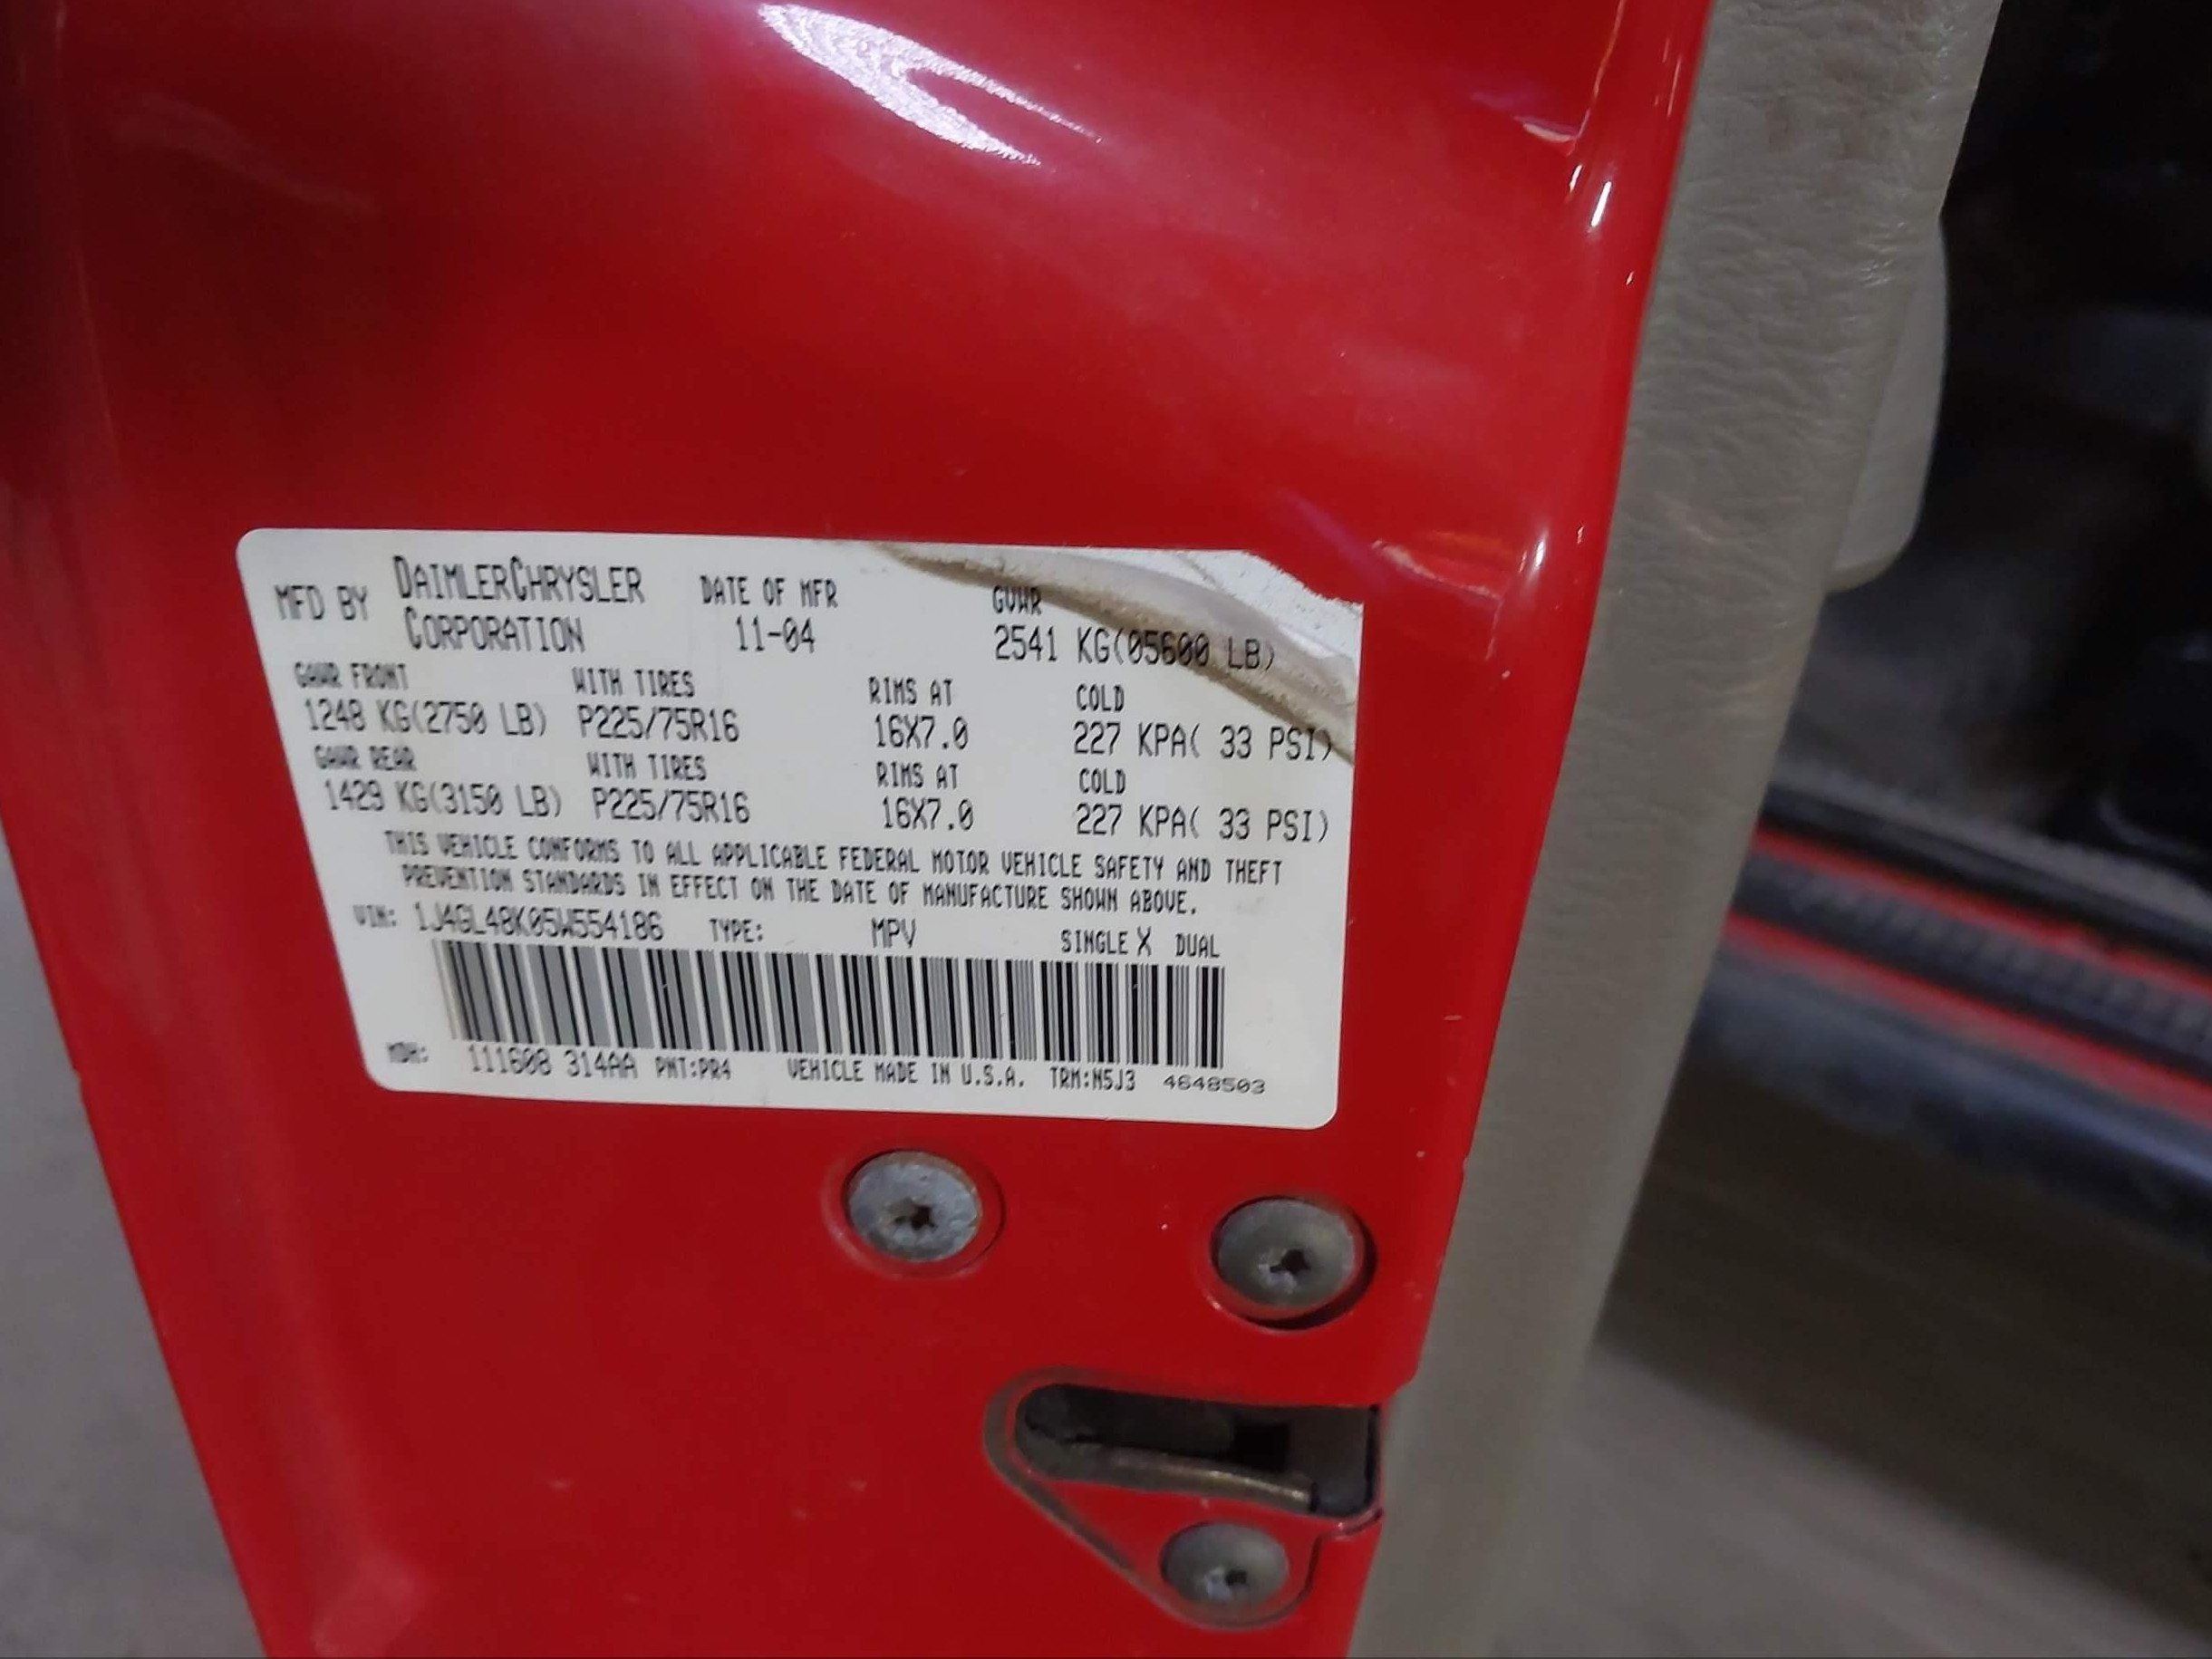 MFD BY DAIMLERCHRYSLER CORPORATION DATE OF MFR 11-04 GVWR 2541 KG(05600 LB)
GAWR FRONT WITH TIRES RIMS AT COLD
1248 KG(2750 LB) P225/75R16 16X7.0 227 KPA( 33 PSI)
GAWR REAR WITH TIRES RIMS AT COLD
1429 KG(3150 LB) P225/75R16 16X7.0 227 KPA( 33 PSI)
THIS VEHICLE CONFORMS TO ALL APPLICABLE FEDERAL MOTOR VEHICLE SAFETY AND THEFT
PREVENTION STANDARDS IN EFFECT ON THE DATE OF MANUFACTURE SHOWN ABOVE.
VIN: 1J4GL48K05W554186 TYPE: MPV SINGLE X DUAL
MDH: 111608 314AA PNT:PR4 VEHICLE MADE IN U.S.A. TRM:N5J3 4648503